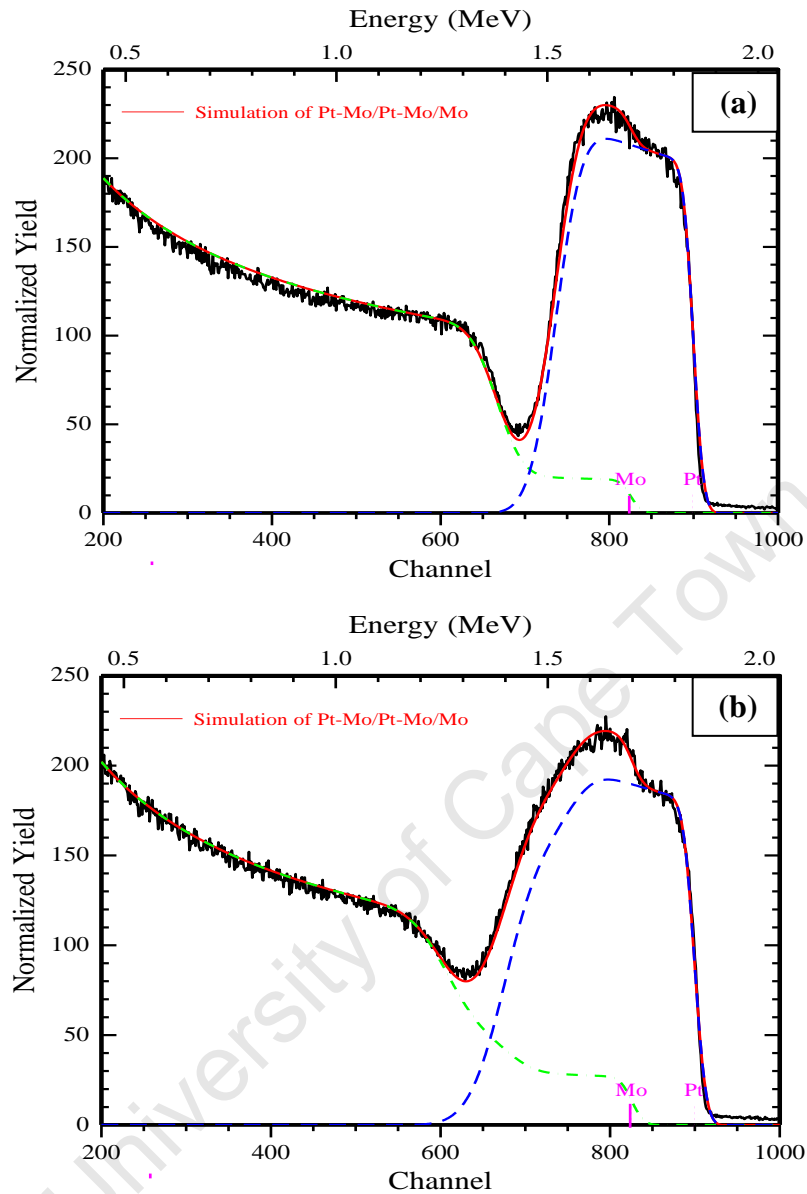 Energy (MeV)
0.5 1.0 1.5 2.0
250
200
150
100
50
0
Normalized Yield
Simulation of Pt-Mo/Pt-Mo/Mo
(a)
Mo Pt
200 400 600 800 1000
Channel
Energy (MeV)
0.5 1.0 1.5 2.0
250
200
150
100
50
0
Normalized Yield
Simulation of Pt-Mo/Pt-Mo/Mo
(b)
Mo Pt
200 400 600 800 1000
Channel
University of Cape Town